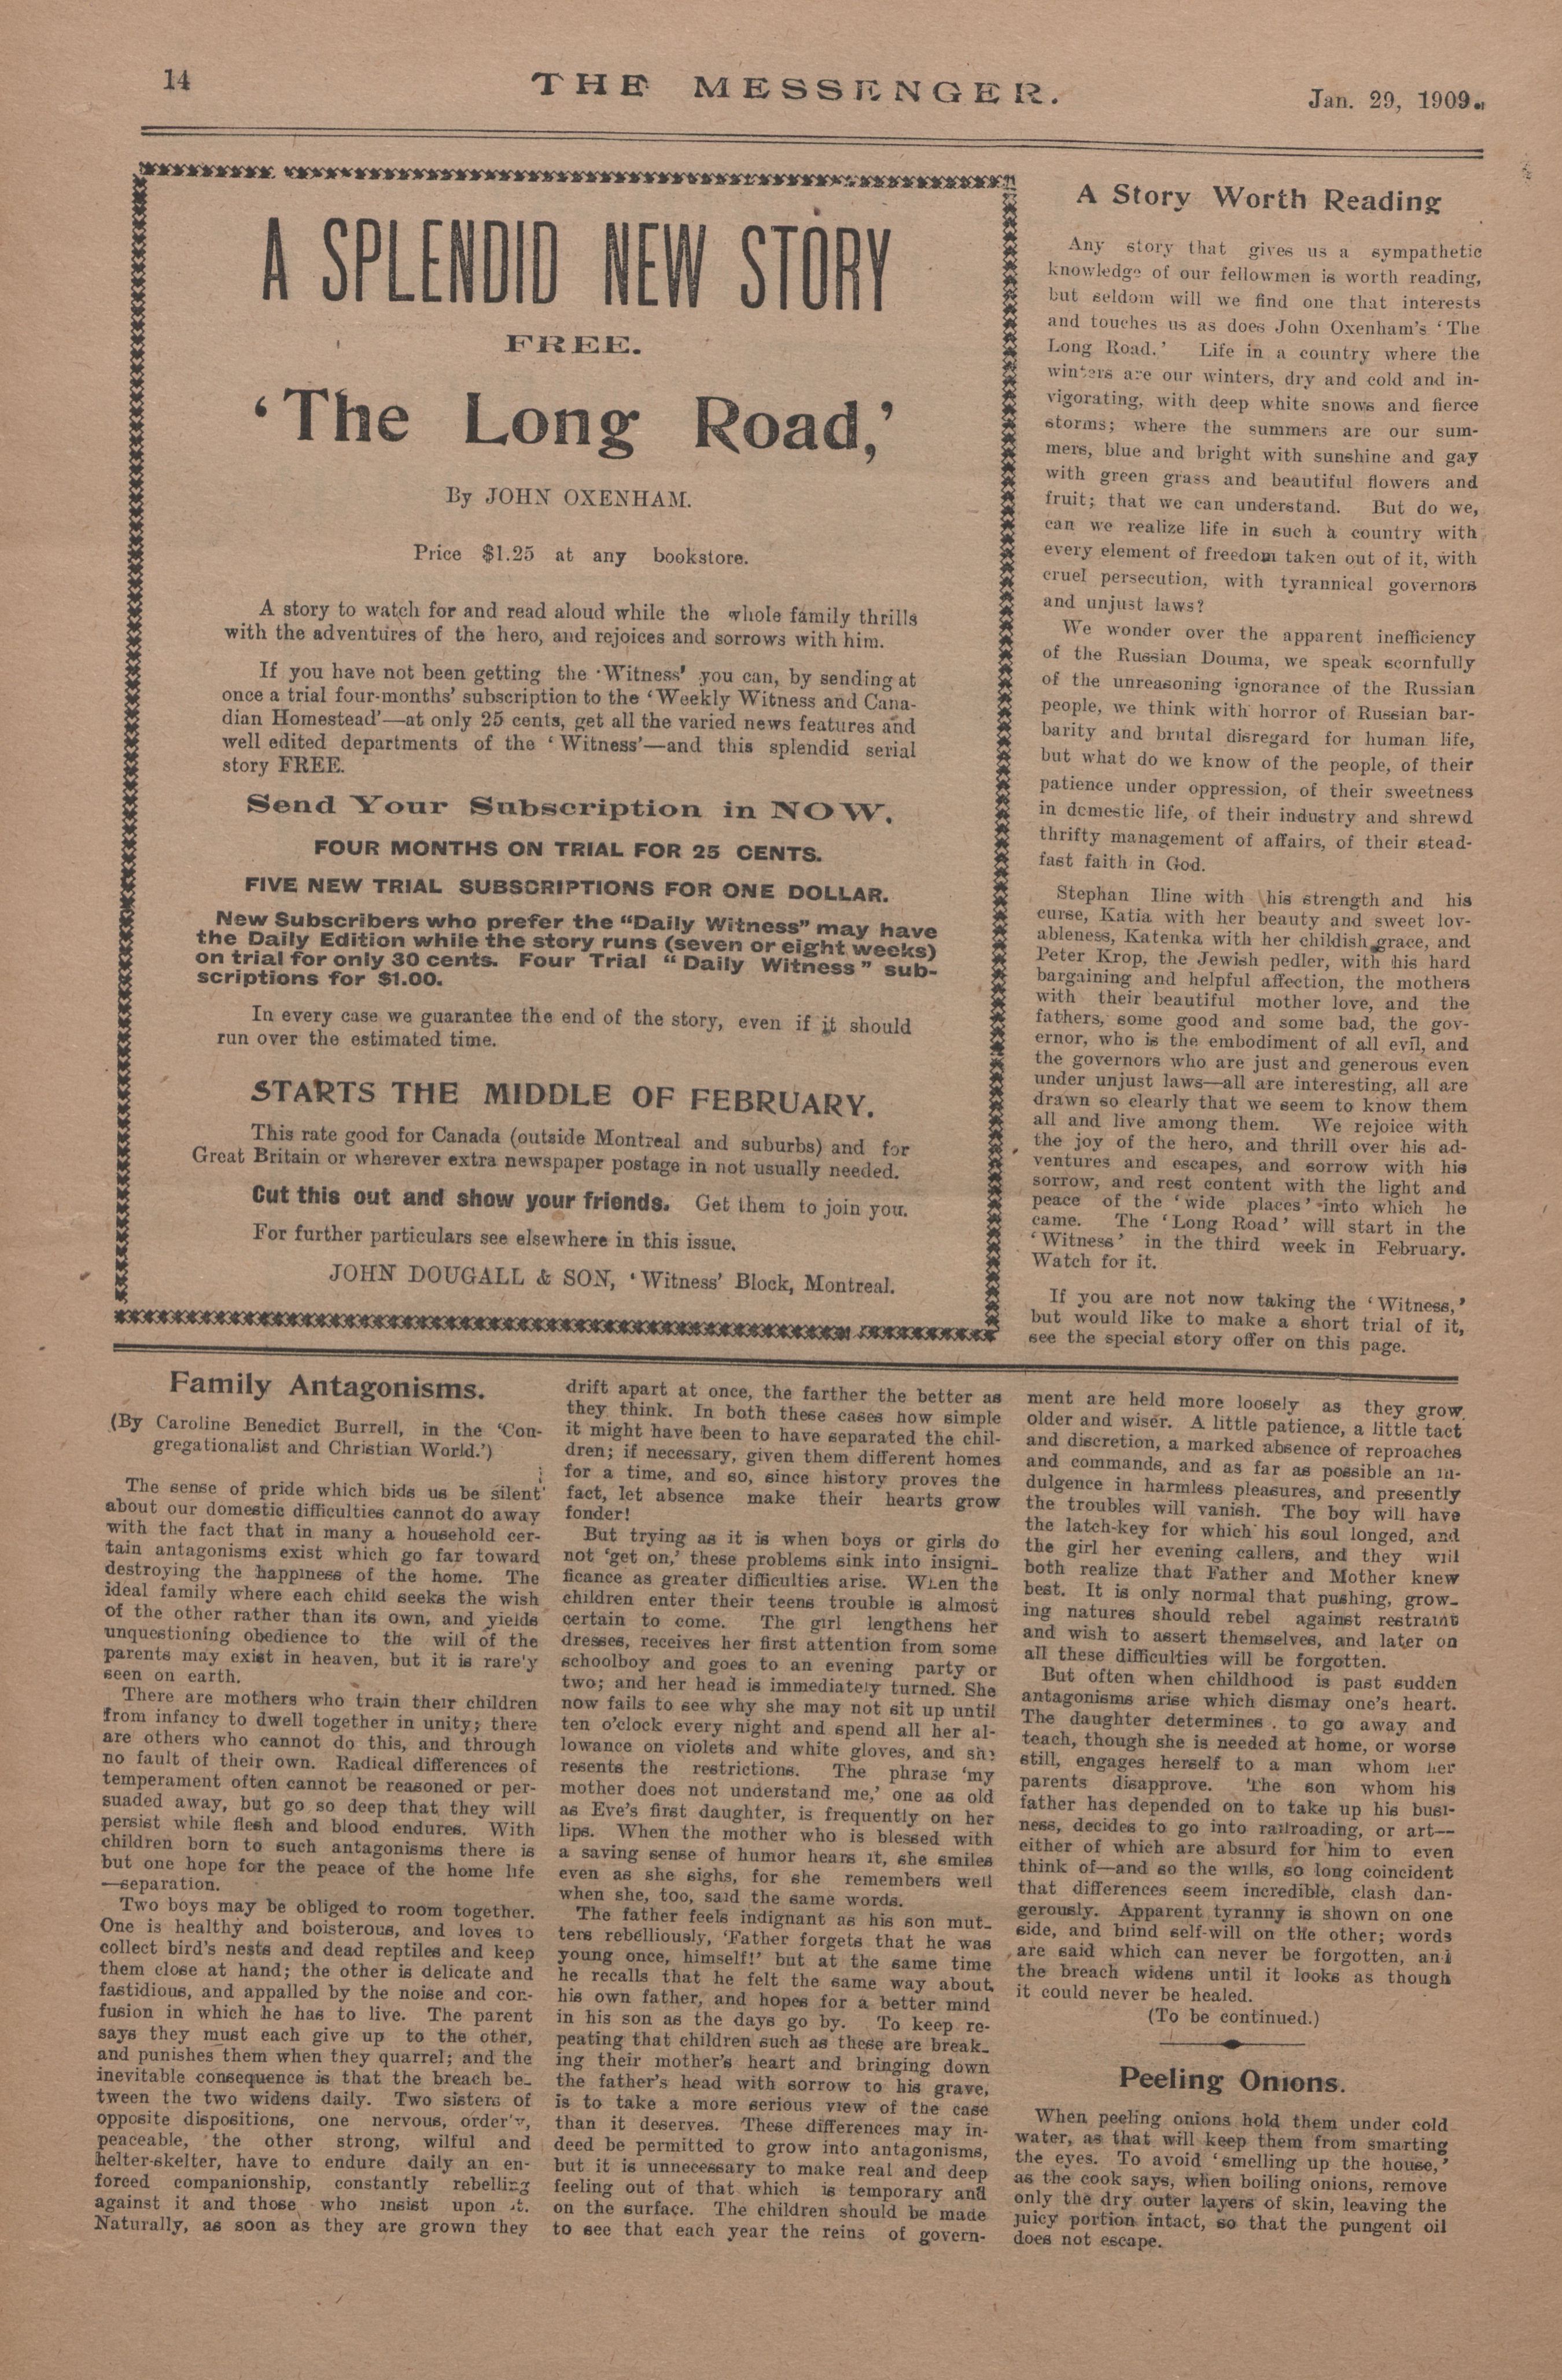 14
THE MESSENGER.
Jan. 29, 1909.
A SPLENDID NEW STORY
FREE.
‘The Long Road,’
By JOHN OXENHAM.
Price $1.25 at any bookstore.
A story to watch for and read aloud while the whole family thrills
with the adventures of the hero, and rejoices and sorrows with him.
If you have not been getting the ‘Witness’ you can, by sending at
once a trial four-months’ subscription to the ‘Weekly Witness and Cana-
dian Homestead’—at only 25 cents, get all the varied news features and
well edited departments of the ‘Witness’—and this splendid serial
story FREE.
Send Your Subscription in NOW.
FOUR MONTHS ON TRIAL FOR 25 CENTS.
FIVE NEW TRIAL SUBSCRIPTIONS FOR ONE DOLLAR.
New Subscribers who prefer the “Daily Witness” may have
the Daily Edition while the story runs (seven or eight weeks)
on trial for only 30 cents. Four Trial “Daily Witness” sub-
scriptions for $1.00.
In every case we guarantee the end of the story, even if it should
run over the estimated time.
STARTS THE MIDDLE OF FEBRUARY.
This rate good for Canada (outside Montreal and suburbs) and for
Great Britain or wherever extra newspaper postage in not usually needed.
Cut this out and show your friends. Get them to join you.
For further particulars see elsewhere in this issue.
JOHN DOUGALL & SON, ‘Witness’ Block, Montreal.
A Story Worth Reading
Any story that gives us a sympathetic
knowledge of our fellowmen is worth reading,
but seldom will we find one that interests
and touches us as does John Oxenham’s ‘The
Long Road.’ Life in a country where the
winters are our winters, dry and cold and in-
vigorating, with deep white snows and fierce
storms; where the summers are our sum-
mers, blue and bright with sunshine and gay
with green grass and beautiful flowers and
fruit; that we can understand. But do we,
can we realize life in such a country with
every element of freedom taken out of it, with
cruel persecution, with tyrannical governors
and unjust laws?
We wonder over the apparent inefficiency
of the Russian Douma, we speak scornfully
of the unreasoning ignorance of the Russian
people, we think with horror of Russian bar-
barity and brutal disregard for human life,
but what do we know of the people, of their
patience under oppression, of their sweetness
in domestic life, of their industry and shrewd
thrifty management of affairs, of their stead-
fast faith in God.
Stephan Iline with his strength and his
curse, Katia with her beauty and sweet lov-
ableness, Katenka with her childish grace, and
Peter Krop, the Jewish pedler, with his hard
bargaining and helpful affection, the mothers
with their beautiful mother love, and the
fathers, some good and some bad, the gov-
ernor, who is the embodiment of all evil, and
the governors who are just and generous even
under unjust laws—all are interesting, all are
drawn so clearly that we seem to know them
all and live among them. We rejoice with
the joy of the hero, and thrill over his ad-
ventures and escapes, and sorrow with his
sorrow, and rest content with the light and
peace of the ‘wide places’ into which he
came. The ‘Long Road’ will start in the
‘Witness’ in the third week in February.
Watch for it.
If you are not now taking the ‘Witness,’
but would like to make a short trial of it,
see the special story offer on this page.
Family Antagonisms.
(By Caroline Benedict Burrell, in the ‘Con-
gregationalist and Christian World.’)
The sense of pride which bids us be silent
about our domestic difficulties cannot do away
with the fact that in many a household cer-
tain antagonisms exist which go far toward
destroying the happiness of the home. The
ideal family where each child seeks the wish
of the other rather than its own, and yields
unquestioning obedience to the will of the
parents may exist in heaven, but it is rare'y
seen on earth.
There are mothers who train their children
from infancy to dwell together in unity; there
are others who cannot do this, and through
no fault of their own. Radical differences of
temperament often cannot be reasoned or per-
suaded away, but go so deep that they will
persist while flesh and blood endures. With
children born to such antagonisms there is
but one hope for the peace of the home life
—separation.
Two boys may be obliged to room together.
One is healthy and boisterous, and loves to
collect bird’s nests and dead reptiles and keep
them close at hand; the other is delicate and
fastidious, and appalled by the noise and con-
fusion in which he has to live. The parent
says they must each give up to the other,
and punishes them when they quarrel; and the
inevitable consequence is that the breach be-
tween the two widens daily. Two sisters of
opposite dispositions, one nervous, order'y,
peaceable, the other strong, wilful and
helter-skelter, have to endure daily an en-
forced companionship, constantly rebelling
against it and those who insist upon it.
Naturally, as soon as they are grown they
drift apart at once, the farther the better as
they think. In both these cases how simple
it might have been to have separated the chil-
dren; if necessary, given them different homes
for a time, and so, since history proves the
fact, let absence make their hearts grow
fonder!
But trying as it is when boys or girls do
not ‘get on,’ these problems sink into insigni-
ficance as greater difficulties arise. When the
children enter their teens trouble is almost
certain to come. The girl lengthens her
dresses, receives her first attention from some
schoolboy and goes to an evening party or
two; and her head is immediately turned. She
now fails to see why she may not sit up until
ten o’clock every night and spend all her al-
lowance on violets and white gloves, and she
resents the restrictions. The phrase ‘my
mother does not understand me,’ one as old
as Eve’s first daughter, is frequently on her
lips. When the mother who is blessed with
a saving sense of humor hears it, she smiles
even as she sighs, for she remembers well
when she, too, said the same words.
The father feels indignant as his son mut-
ters rebelliously, ‘Father forgets that he was
young once, himself!’ but at the same time
he recalls that he felt the same way about
his own father, and hopes for a better mind
in his son as the days go by. To keep re-
peating that children such as these are break-
ing their mother’s heart and bringing down
the father’s head with sorrow to his grave,
is to take a more serious view of the case
than it deserves. These differences may in-
deed be permitted to grow into antagonisms,
but it is unnecessary to make real and deep
feeling out of that which is temporary and
on the surface. The children should be made
to see that each year the reins of govern-
ment are held more loosely as they grow
older and wiser. A little patience, a little tact
and discretion, a marked absence of reproaches
and commands, and as far as possible an in-
dulgence in harmless pleasures, and presently
the troubles will vanish. The boy will have
the latch-key for which his soul longed, and
the girl her evening callers, and they will
both realize that Father and Mother knew
best. It is only normal that pushing, grow-
ing natures should rebel against restraint
and wish to assert themselves, and later on
all these difficulties will be forgotten.
But often when childhood is past sudden
antagonisms arise which dismay one’s heart.
The daughter determines to go away and
teach, though she is needed at home, or worse
still, engages herself to a man whom her
parents disapprove. The son whom his
father has depended on to take up his busi-
ness, decides to go into railroading, or art—
either of which are absurd for him to even
think of—and so the wills, so long coincident
that differences seem incredible, clash dan-
gerously. Apparent tyranny is shown on one
side, and blind self-will on the other; words
are said which can never be forgotten, and
the breach widens until it looks as though
it could never be healed.
(To be continued.)
Peeling Onions.
When peeling onions hold them under cold
water, as that will keep them from smarting
the eyes. To avoid ‘smelling up the house,’
as the cook says, when boiling onions, remove
only the dry outer layers of skin, leaving the
juicy portion intact, so that the pungent oil
does not escape.